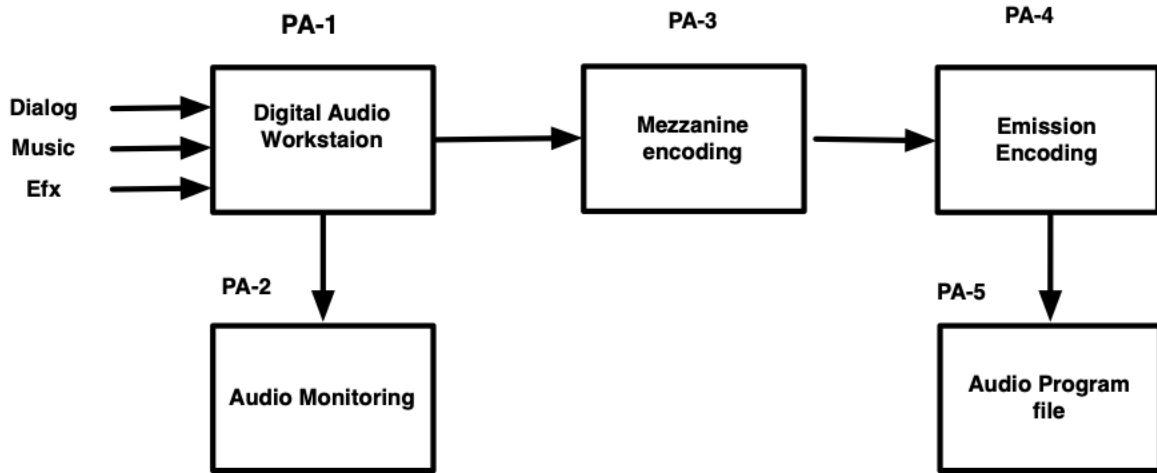 PA-1
PA-3
PA-4
Dialog
Music
Efx
Digital Audio
Workstaion
Mezzanine
encoding
Emission
Encoding
PA-2
PA-5
Audio Monitoring
Audio Program
file